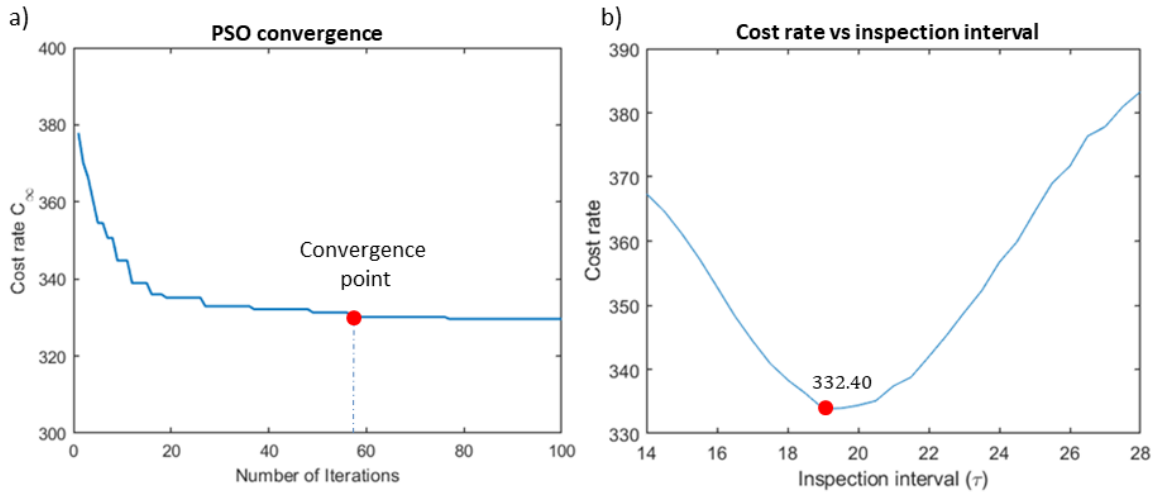 a)
PSO convergence
400
380
360
340
320
300
Cost rate C∞
Convergence
point
0
20
40
60
80
100
Number of Iterations
b)
Cost rate vs inspection interval
390
380
370
360
350
340
330
Cost rate
332.40
14
16
18
20
22
24
26
28
Inspection interval (τ)